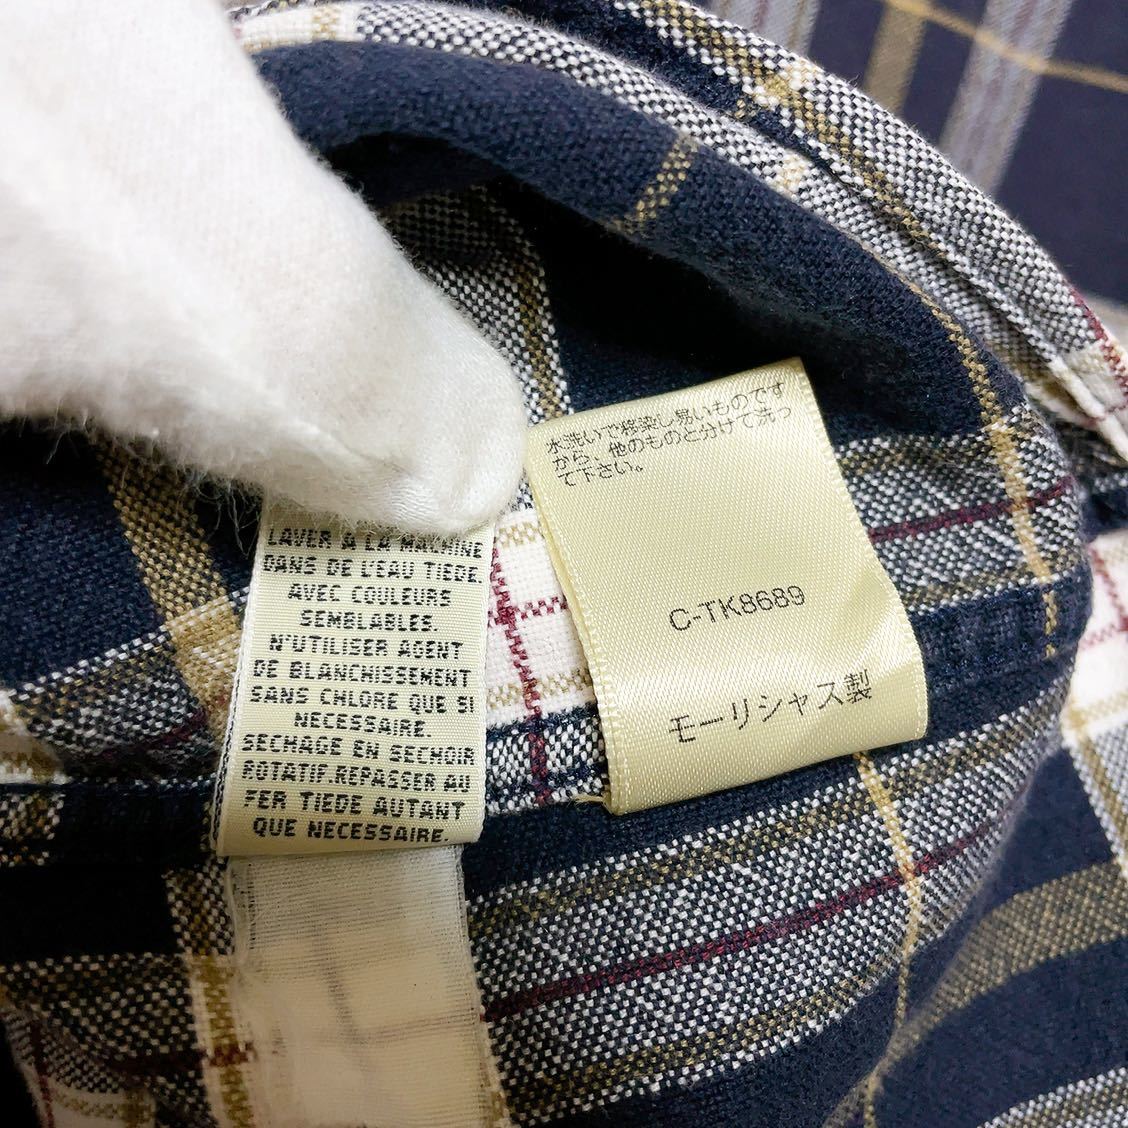 LAVER A LA MACHINE
DANS DE L'EAU TIEDE
AVEC COULEURS
SEMBLABLES.
N'UTILISER AGENT
DE BLANCHISSEMENT
SANS CHLORE QUE SI
NECESSAIRE.
SECHAGE EN SECHOIR
ROTATIF.REPASSER AU
FER TIEDE AUTANT
QUE NECESSAIRE.
水洗いで移染し易いものです
から、他のものと分けて洗っ
て下さい。
C-TK8689
モーリシャス製